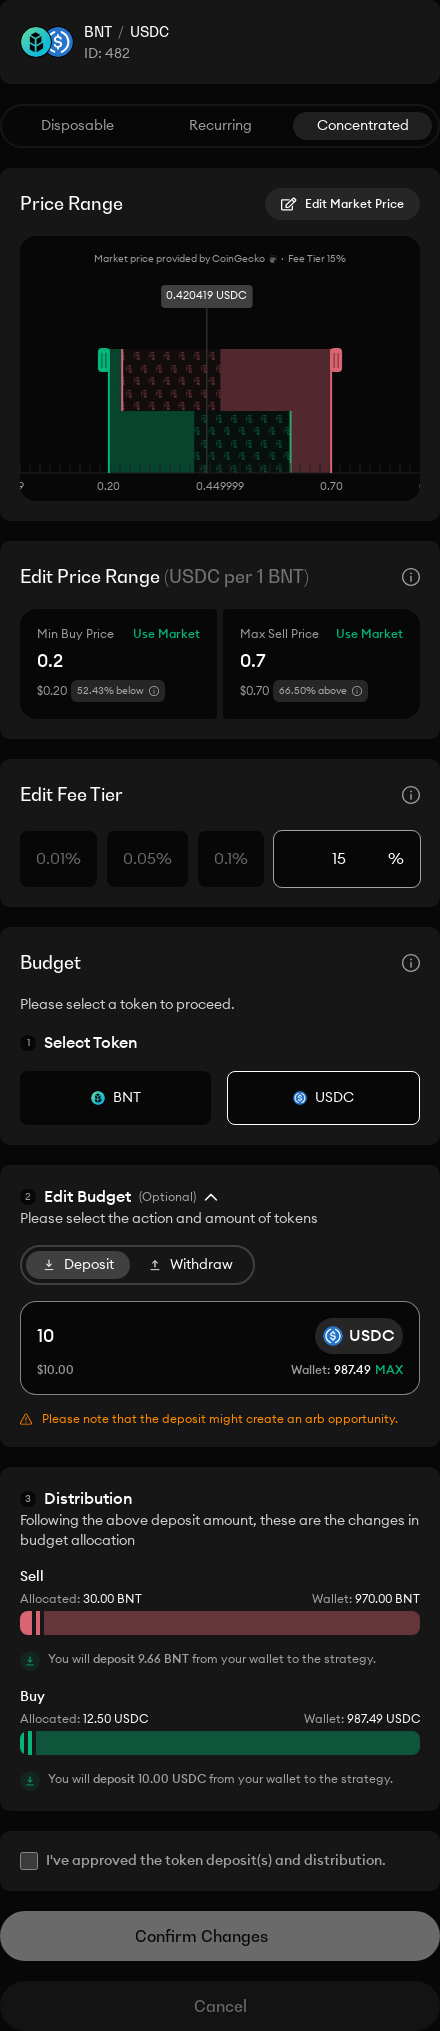 BNT / USDC
ID: 482
Disposable Recurring Concentrated
Price Range Edit Market Price
Market price provided by CoinGecko · Fee Tier 15%
0.420419 USDC
9 0.20 0.449999 0.70
Edit Price Range (USDC per 1 BNT)
Min Buy Price Use Market Max Sell Price Use Market
0.2 0.7
$0.20 52.43% below $0.70 66.50% above
Edit Fee Tier
0.01% 0.05% 0.1% 15 %
Budget
Please select a token to proceed.
1 Select Token
BNT USDC
2 Edit Budget (Optional)
Please select the action and amount of tokens
Deposit Withdraw
10 USDC
$10.00 Wallet: 987.49 MAX
Please note that the deposit might create an arb opportunity.
3 Distribution
Following the above deposit amount, these are the changes in
budget allocation
Sell
Allocated: 30.00 BNT Wallet: 970.00 BNT
You will deposit 9.66 BNT from your wallet to the strategy.
Buy
Allocated: 12.50 USDC Wallet: 987.49 USDC
You will deposit 10.00 USDC from your wallet to the strategy.
I've approved the token deposit(s) and distribution.
Confirm Changes
Cancel